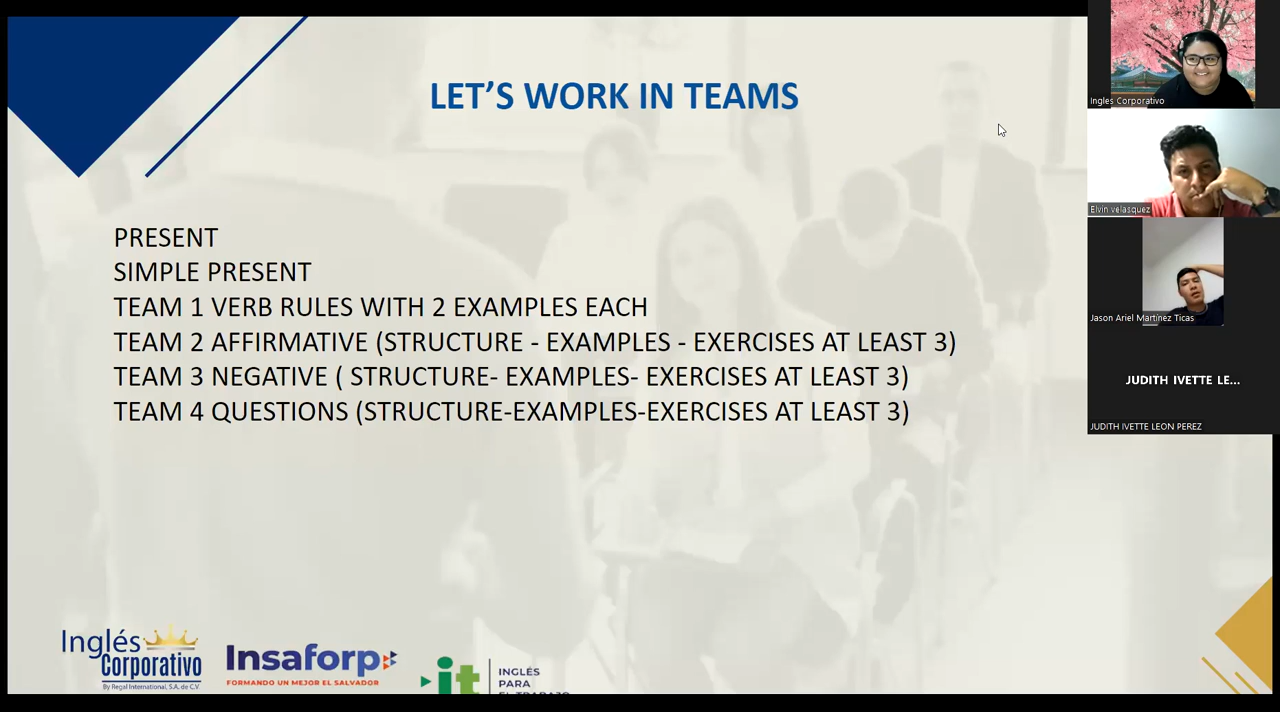 LET'S WORK IN TEAMS
PRESENT
SIMPLE PRESENT
TEAM 1 VERB RULES WITH 2 EXAMPLES EACH
TEAM 2 AFFIRMATIVE (STRUCTURE - EXAMPLES - EXERCISES AT LEAST 3)
TEAM 3 NEGATIVE ( STRUCTURE- EXAMPLES- EXERCISES AT LEAST 3)
TEAM 4 QUESTIONS (STRUCTURE-EXAMPLES-EXERCISES AT LEAST 3)
Inglés
Corporativo
By Regal International, S.A. de C.V.
Insaforp
FORMANDO UN MEJOR EL SALVADOR
it
INGLÉS
PARA
EL TRABAJO
Ingles Corporativo
Elvin velasquez
Jason Ariel Martinez Ticas
JUDITH IVETTE LE...
JUDITH IVETTE LEON PEREZ